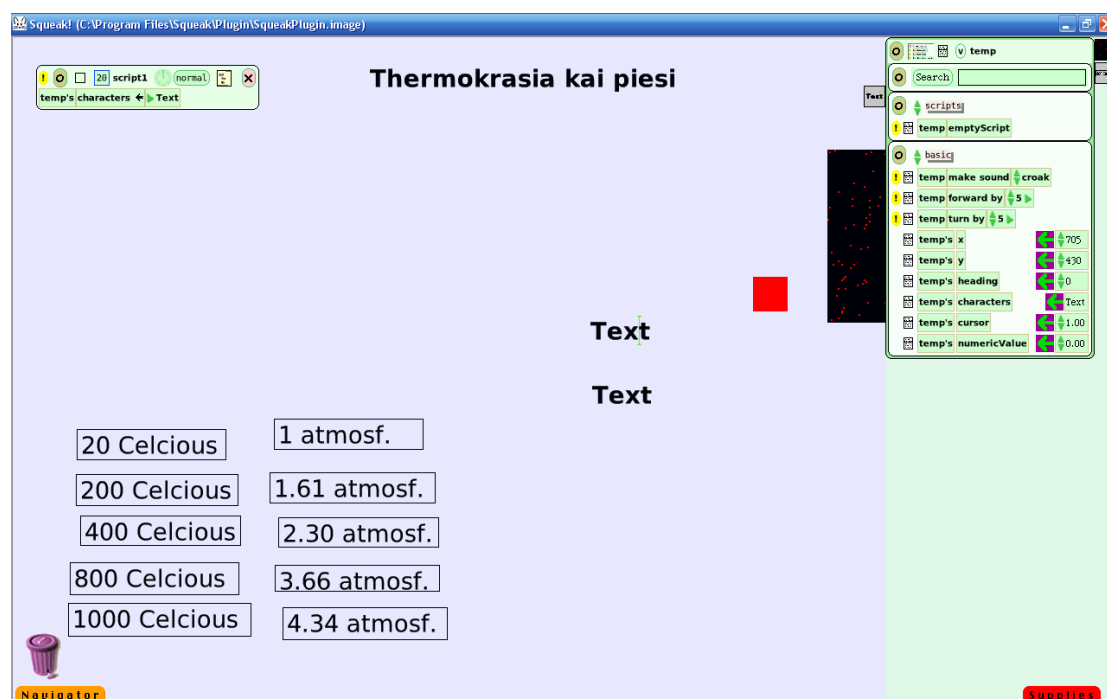 Squeak! (C:\Program Files\Squeak\Plugin\SqueakPlugin.image)
! 20 script1 normal
temp's characters Text
Thermokrasia kai piesi
Text
v temp
Search
scripts
! temp emptyScript
basic
! temp make sound croak
! temp forward by 5
! temp turn by 5
temp's x 705
temp's y 430
temp's heading 0
temp's characters Text
temp's cursor 1.00
temp's numericValue 0.00
Text
Text
20 Celcious 1 atmosf.
200 Celcious 1.61 atmosf.
400 Celcious 2.30 atmosf.
800 Celcious 3.66 atmosf.
1000 Celcious 4.34 atmosf.
Navigator
Supplies